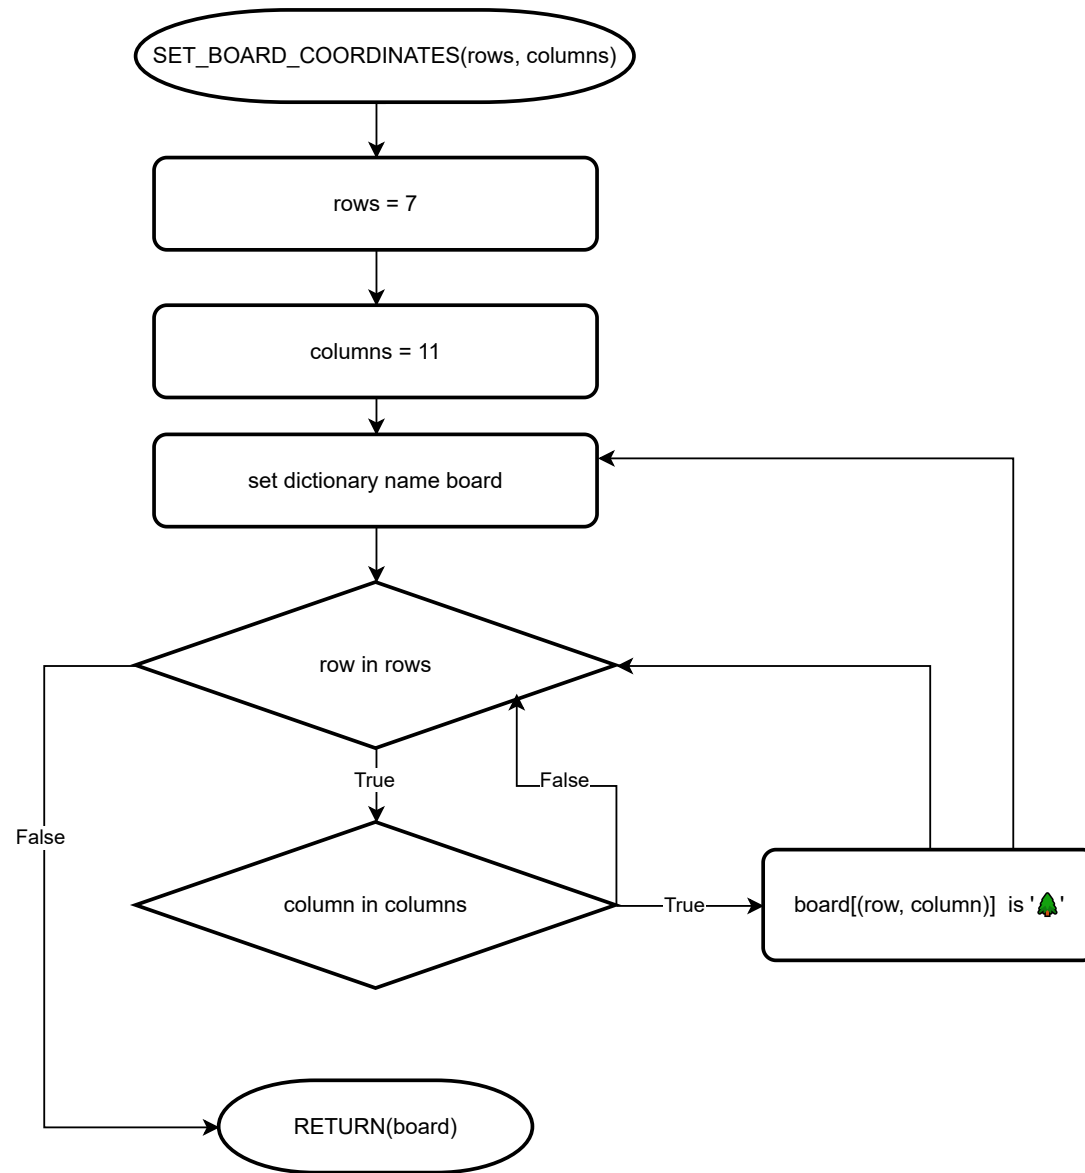 SET_BOARD_COORDINATES(rows, columns)
rows = 7
columns = 11
set dictionary name board
row in rows
True
False
False
column in columns
True
board[(row, column)]  is '🌲'
RETURN(board)